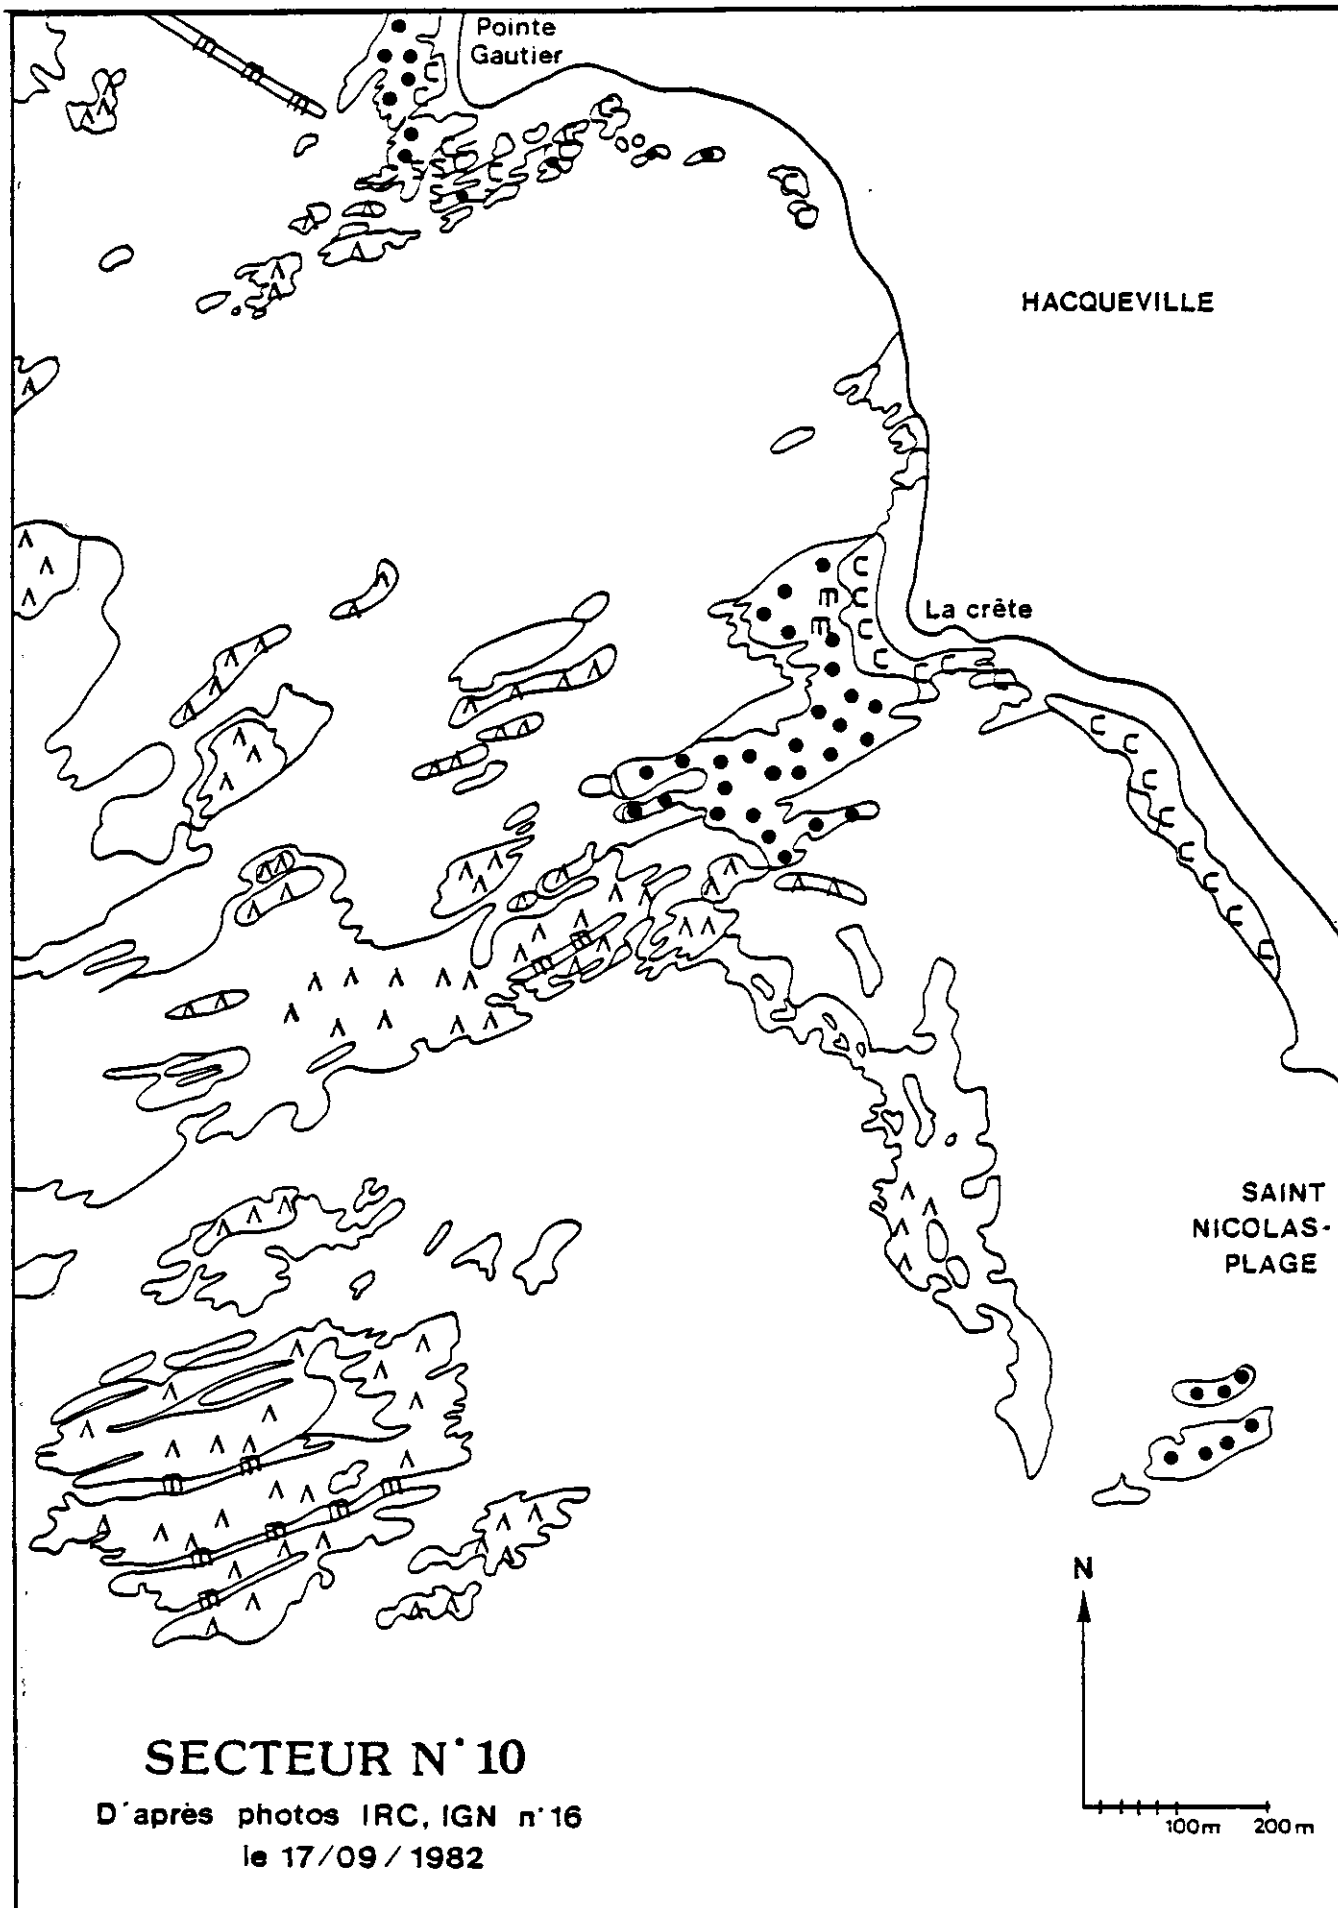 Pointe
Gautier
HACQUEVILLE
La crête
SAINT
NICOLAS-
PLAGE
N
100m 200m
SECTEUR N° 10
D'après photos IRC, IGN n° 16
le 17/09/1982